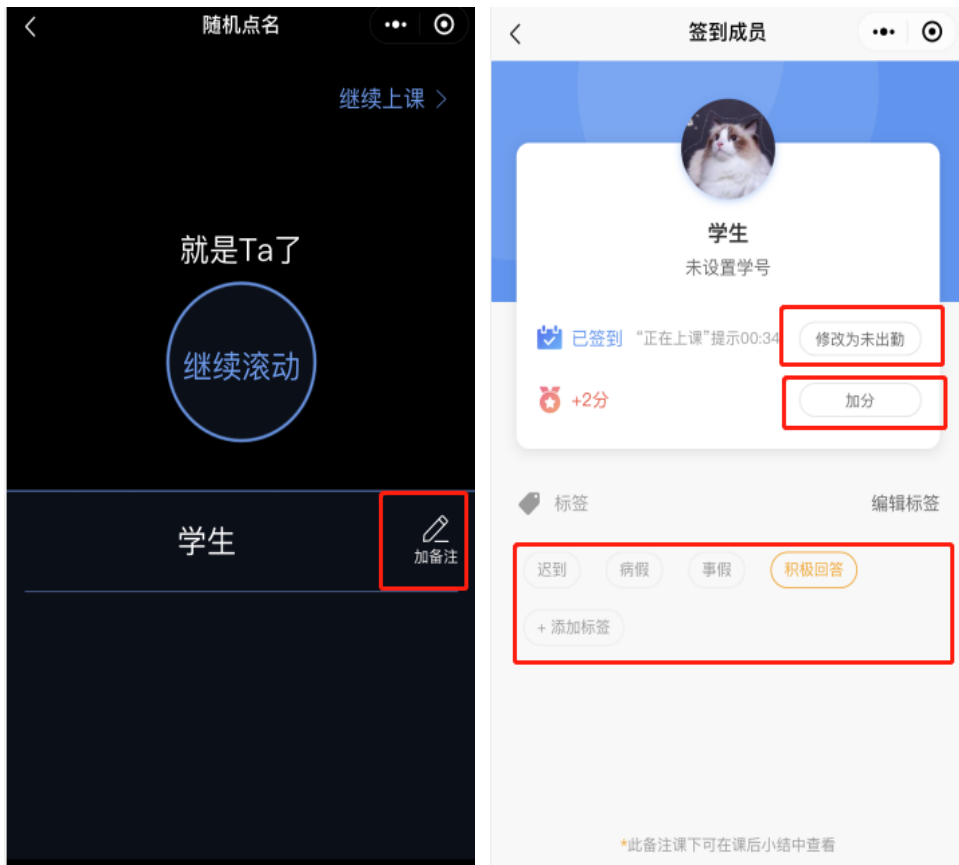 随机点名
继续上课
就是Ta了
继续滚动
学生
加备注
签到成员
学生
未设置学号
已签到 “正在上课”提示00:34 修改为未出勤
+2分 加分
标签 编辑标签
迟到 病假 事假 积极回答
+ 添加标签
*此备注课下可在课后小结中查看